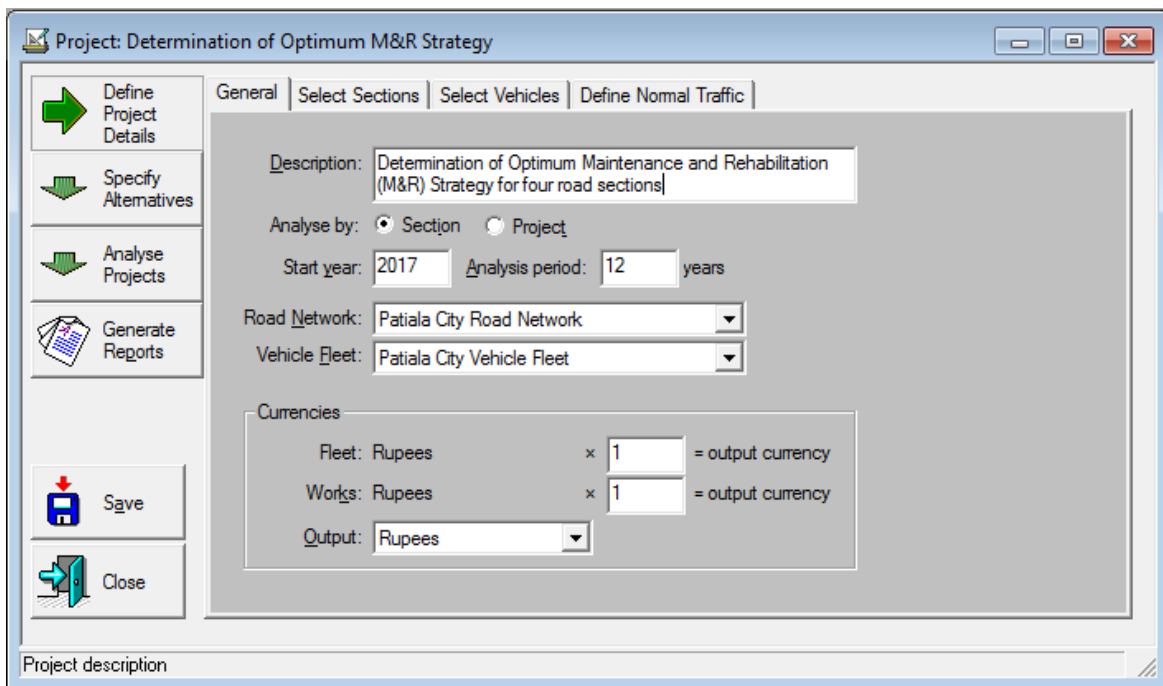 Project: Determination of Optimum M&R Strategy
Define
Project
Details
Specify
Alternatives
Analyse
Projects
Generate
Reports
Save
Close
General Select Sections Select Vehicles Define Normal Traffic
Description: Determination of Optimum Maintenance and Rehabilitation
(M&R) Strategy for four road sections
Analyse by: Section Project
Start year: 2017 Analysis period: 12 years
Road Network: Patiala City Road Network
Vehicle Fleet: Patiala City Vehicle Fleet
Currencies
Fleet: Rupees × 1 = output currency
Works: Rupees × 1 = output currency
Output: Rupees
Project description